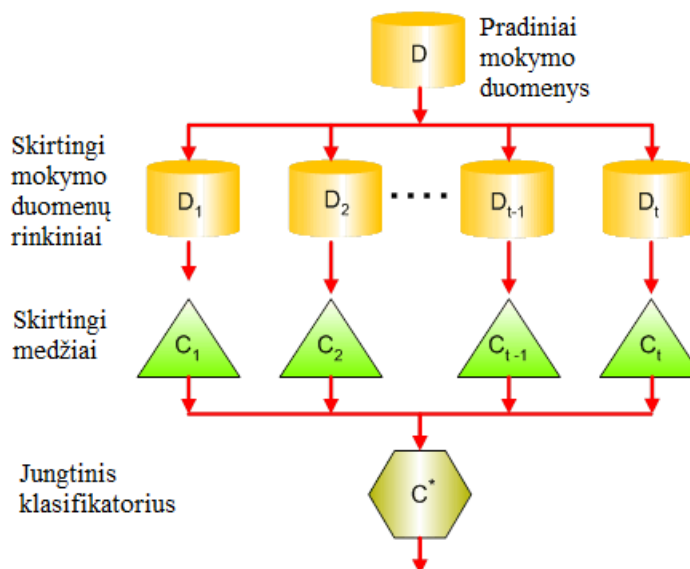 D
Pradiniai
mokymo
duomenys
Skirtingi
mokymo
duomenų
rinkiniai
D1
D2
....
Dt-1
Dt
Skirtingi
medžiai
C1
C2
Ct-1
Ct
Jungtinis
klasifikatorius
C*